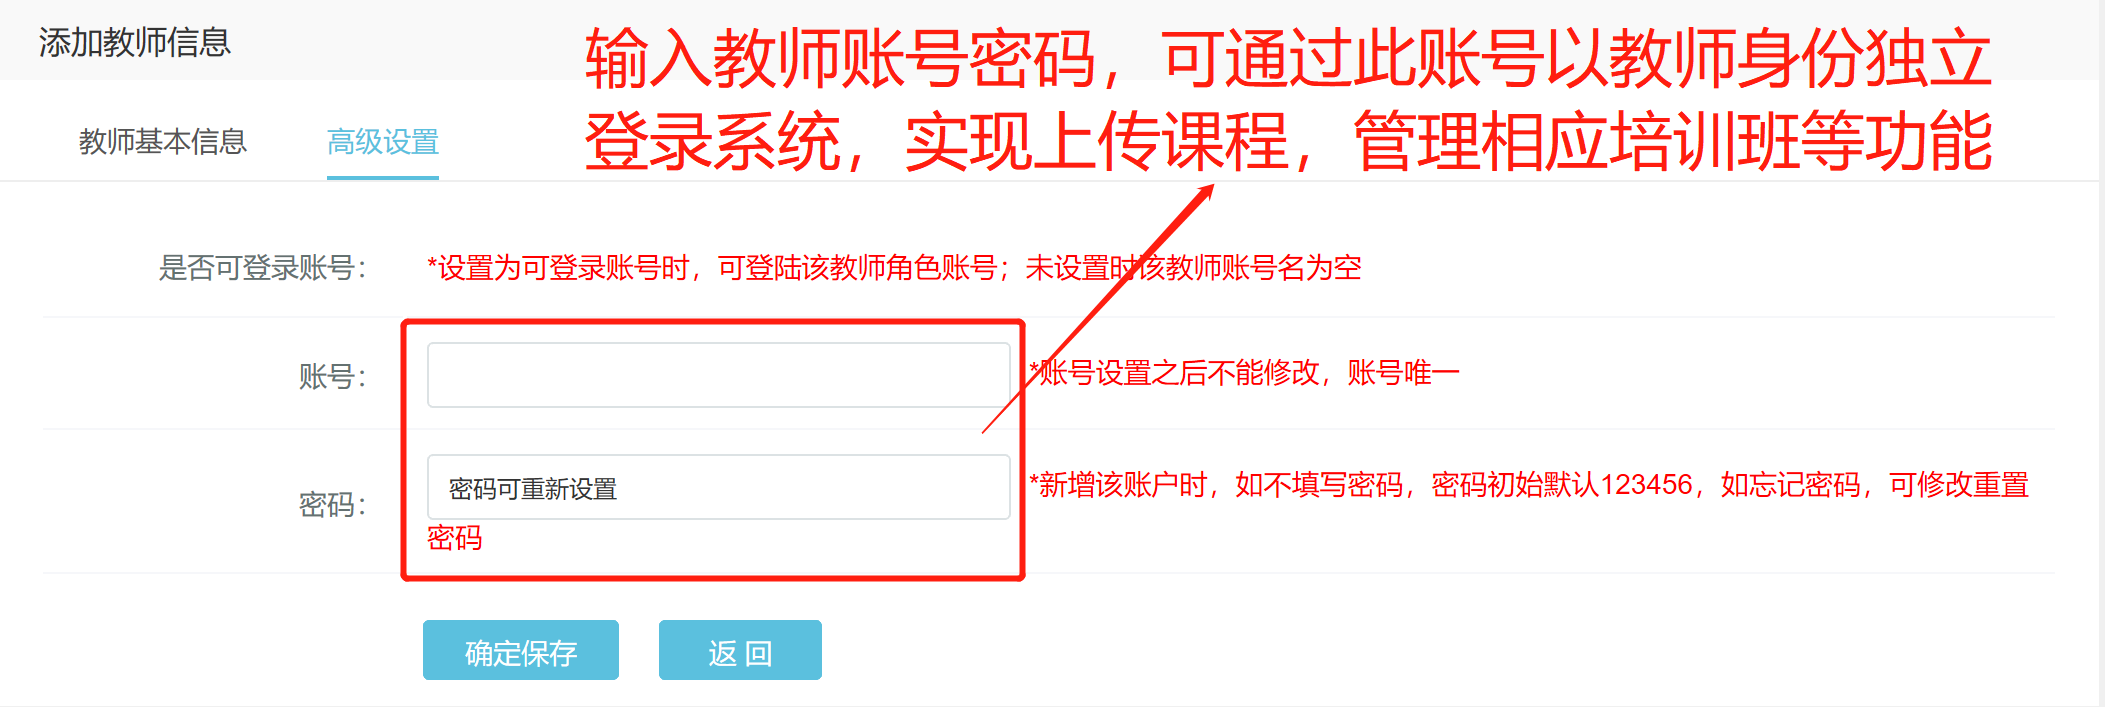 添加教师信息
输入教师账号密码，可通过此账号以教师身份独立
登录系统，实现上传课程，管理相应培训班等功能
教师基本信息
高级设置
是否可登录账号：
*设置为可登录账号时，可登陆该教师角色账号；未设置时该教师账号名为空
账号：
*账号设置之后不能修改，账号唯一
密码：
密码可重新设置
*新增该账户时，如不填写密码，密码初始默认123456，如忘记密码，可修改重置
密码
确定保存
返 回